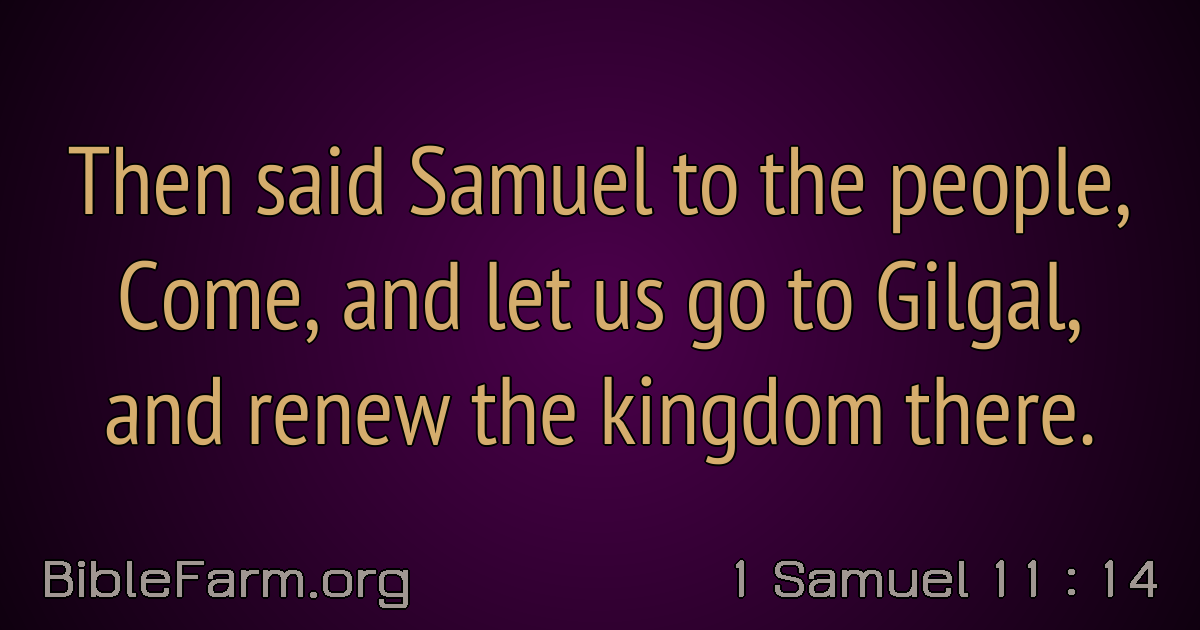 Then said Samuel to the people,
Come, and let us go to Gilgal,
and renew the kingdom there.
BibleFarm.org
1 Samuel 11 : 14